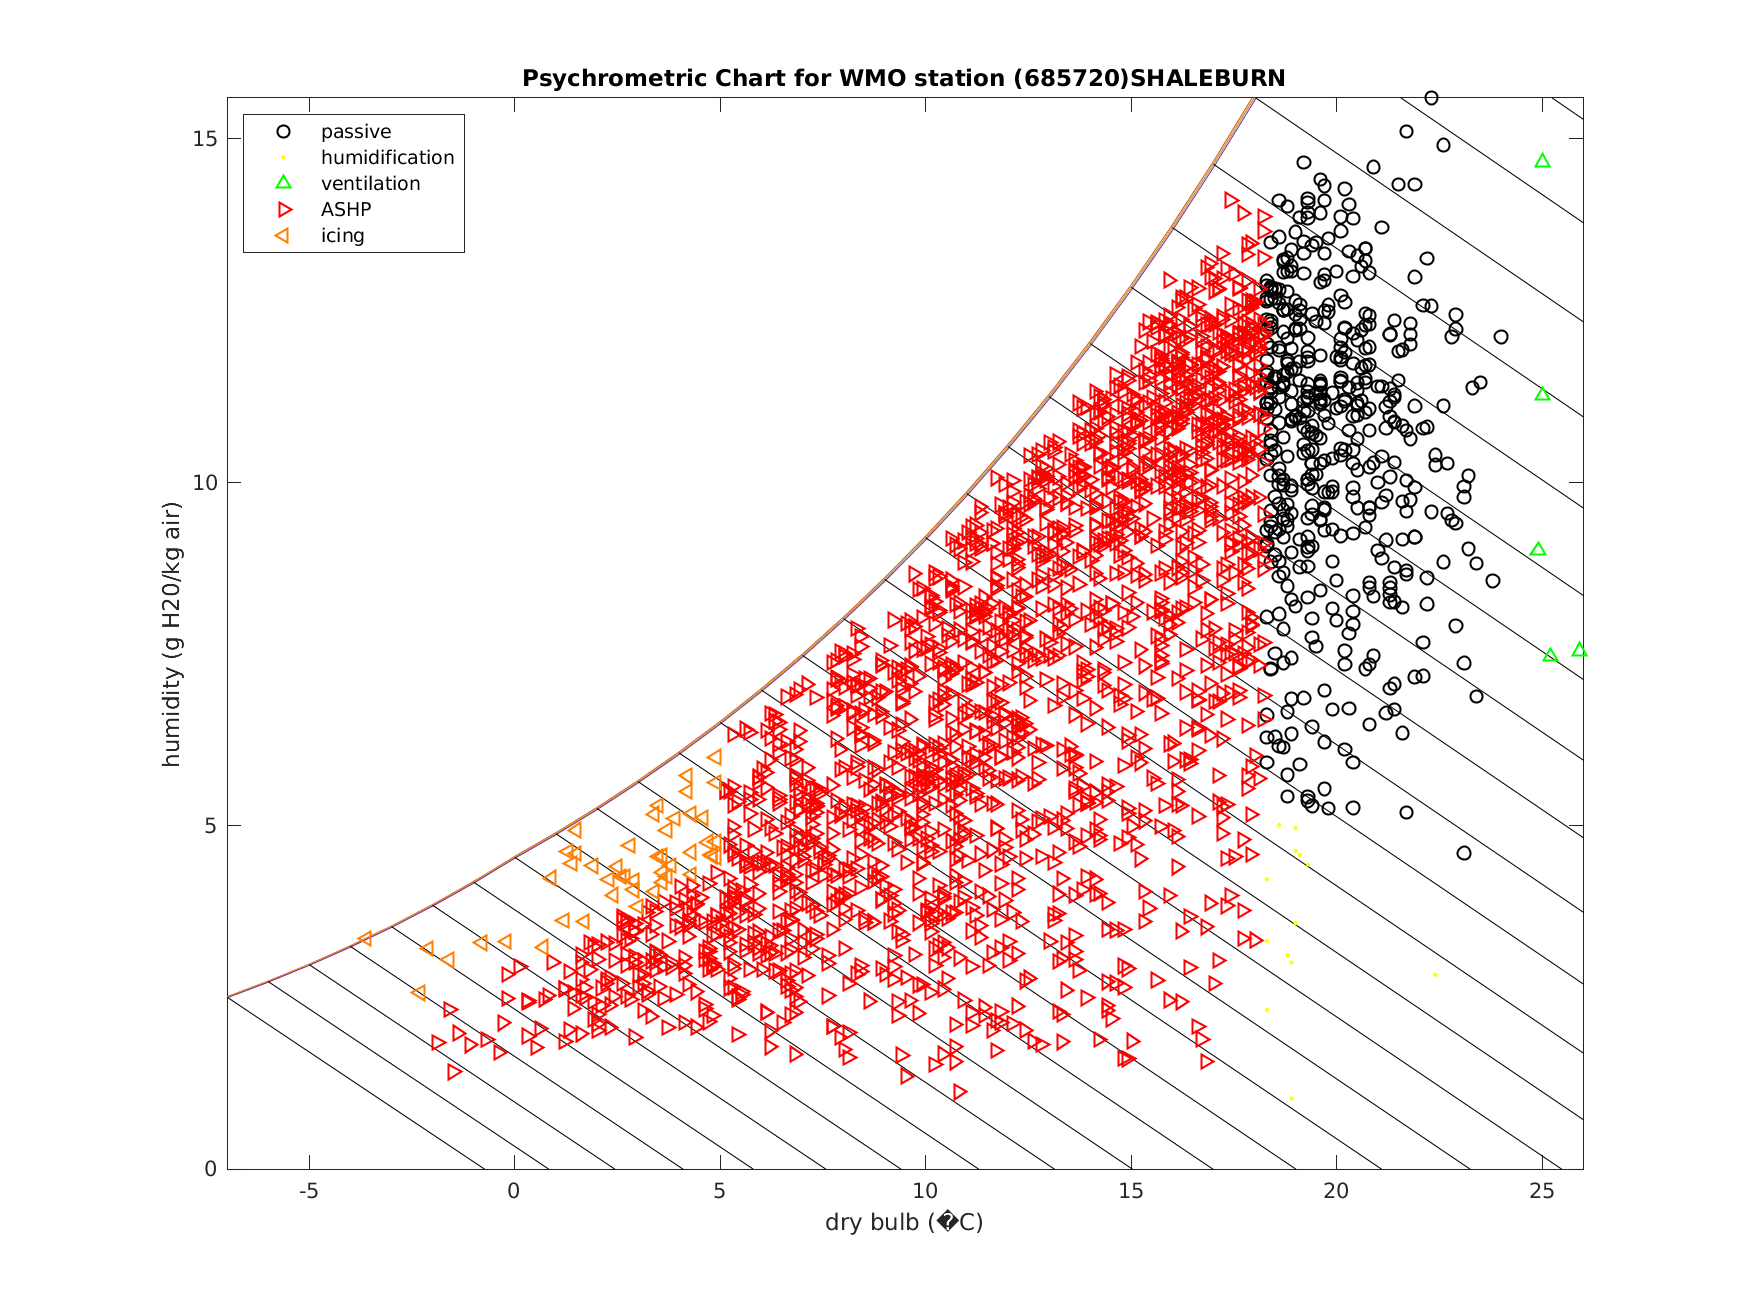 Psychrometric Chart for WMO station (685720)SHALEBURN
passive
humidification
ventilation
ASHP
icing
humidity (g H20/kg air)
15
10
5
0
-5 0 5 10 15 20 25
dry bulb (�C)